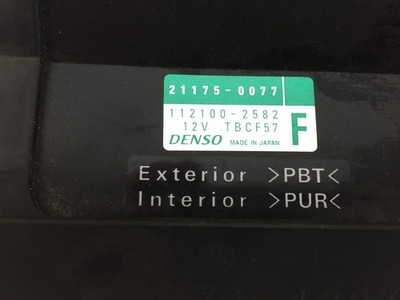 21175-0077
112100-2582
12V TBCF57
DENSO MADE IN JAPAN
F
Exterior >PBT<
Interior >PUR<